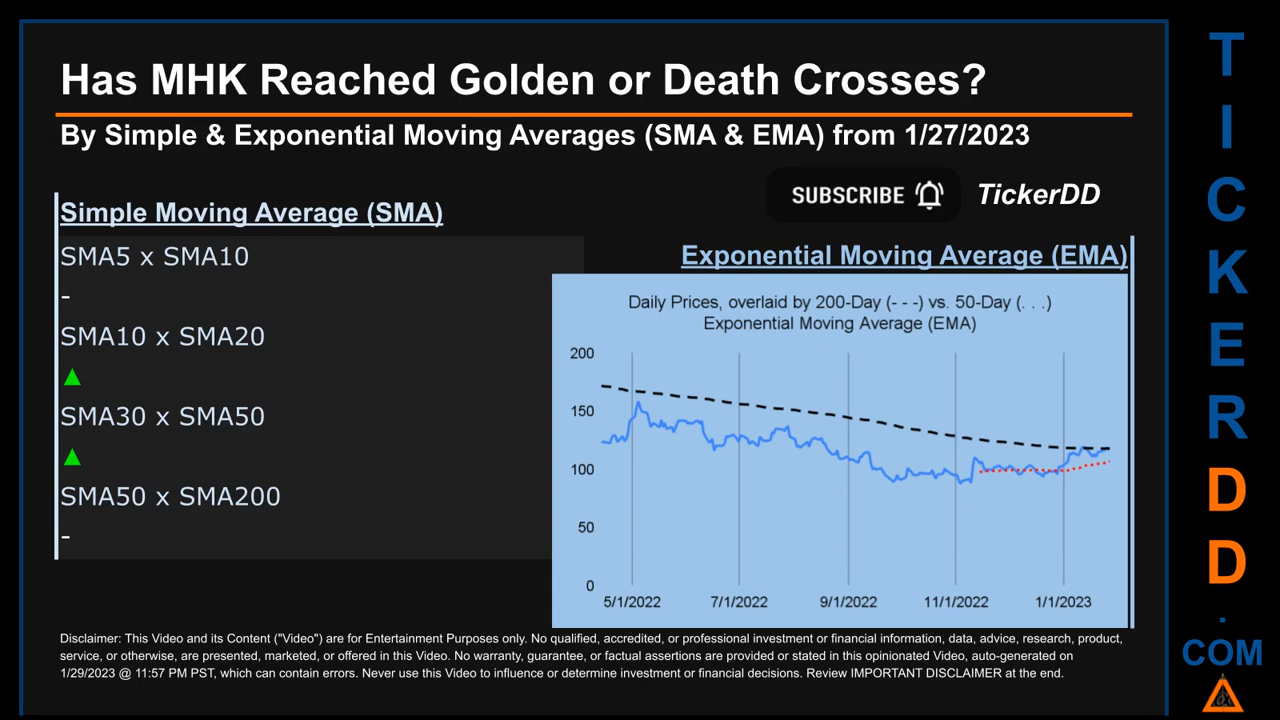 Has MHK Reached Golden or Death Crosses?
By Simple & Exponential Moving Averages (SMA & EMA) from 1/27/2023
SUBSCRIBE
TickerDD
Simple Moving Average (SMA)
SMA5 x SMA10
-
SMA10 x SMA20
▲
SMA30 x SMA50
▲
SMA50 x SMA200
-
Exponential Moving Average (EMA)
Daily Prices, overlaid by 200-Day (- - -) vs. 50-Day (. . .)
Exponential Moving Average (EMA)
200
150
100
50
0
5/1/2022 7/1/2022 9/1/2022 11/1/2022 1/1/2023
Disclaimer: This Video and its Content ("Video") are for Entertainment Purposes only. No qualified, accredited, or professional investment or financial information, data, advice, research, product,
service, or otherwise, are presented, marketed, or offered in this Video. No warranty, guarantee, or factual assertions are provided or stated in this opinionated Video, auto-generated on
1/29/2023 @ 11:57 PM PST, which can contain errors. Never use this Video to influence or determine investment or financial decisions. Review IMPORTANT DISCLAIMER at the end.
T
I
C
K
E
R
D
D
.
COM